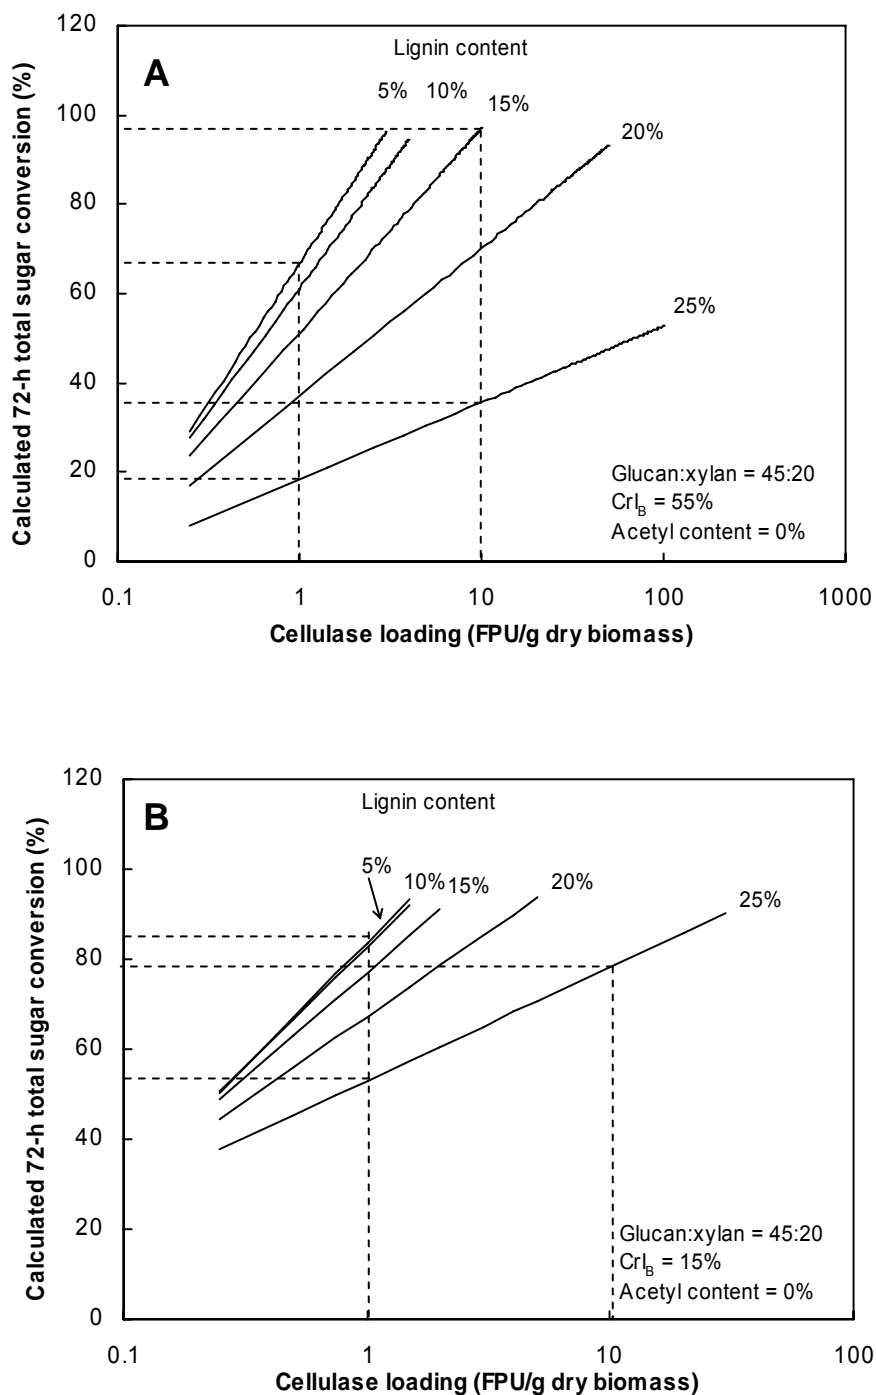 120
Lignin content
A
5% 10%
15%
100
20%
80
60
25%
40
20
Glucan:xylan = 45:20
CrIB = 55%
Acetyl content = 0%
0
0.1 1 10 100 1000
Calculated 72-h total sugar conversion (%)
Cellulase loading (FPU/g dry biomass)
120
B
Lignin content
5%
10% 15% 20%
25%
100
80
60
40
20
Glucan:xylan = 45:20
CrIB = 15%
Acetyl content = 0%
0
0.1 1 10 100
Calculated 72-h total sugar conversion (%)
Cellulase loading (FPU/g dry biomass)